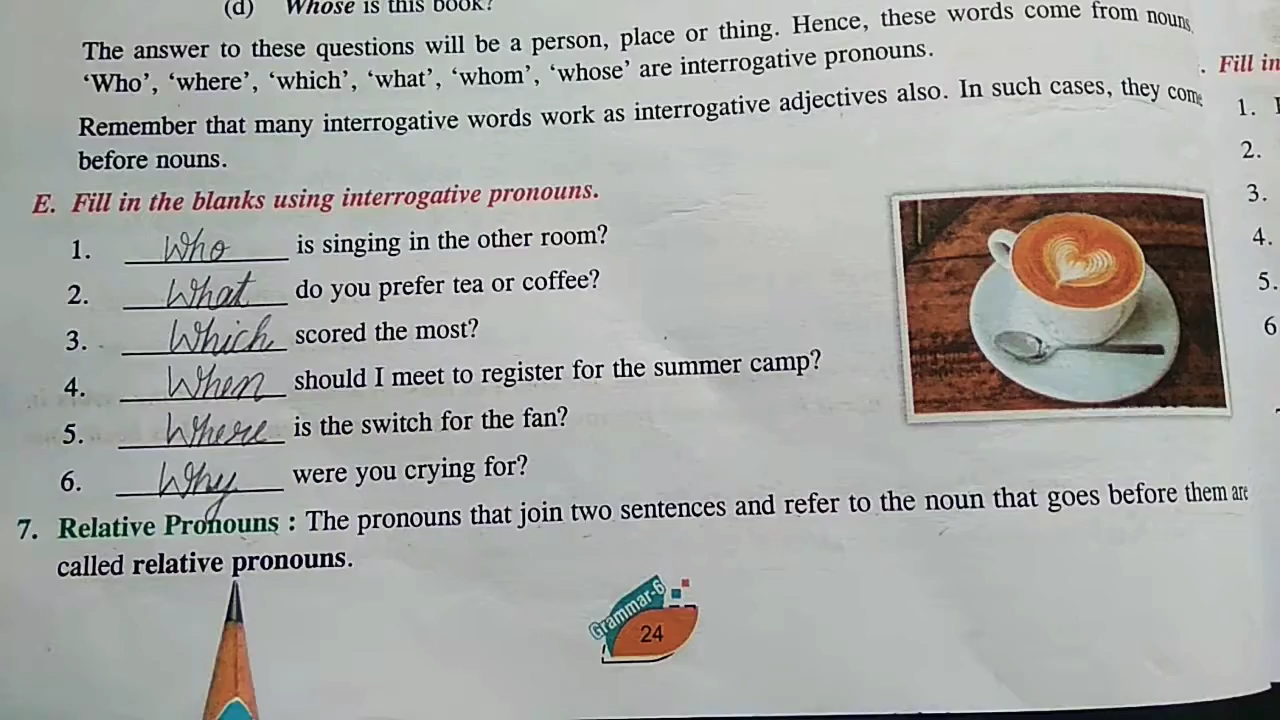 (d) Whose is this book?
The answer to these questions will be a person, place or thing. Hence, these words come from nouns.
'Who', 'where', 'which', 'what', 'whom', 'whose' are interrogative pronouns.
Remember that many interrogative words work as interrogative adjectives also. In such cases, they come
before nouns.
E. Fill in the blanks using interrogative pronouns.
1. Who is singing in the other room?
2. What do you prefer tea or coffee?
3. Which scored the most?
4. When should I meet to register for the summer camp?
5. Where is the switch for the fan?
6. Why were you crying for?
7. Relative Pronouns : The pronouns that join two sentences and refer to the noun that goes before them are
called relative pronouns.
Grammar-6
24
. Fill in
1.
2.
3.
4.
5.
6